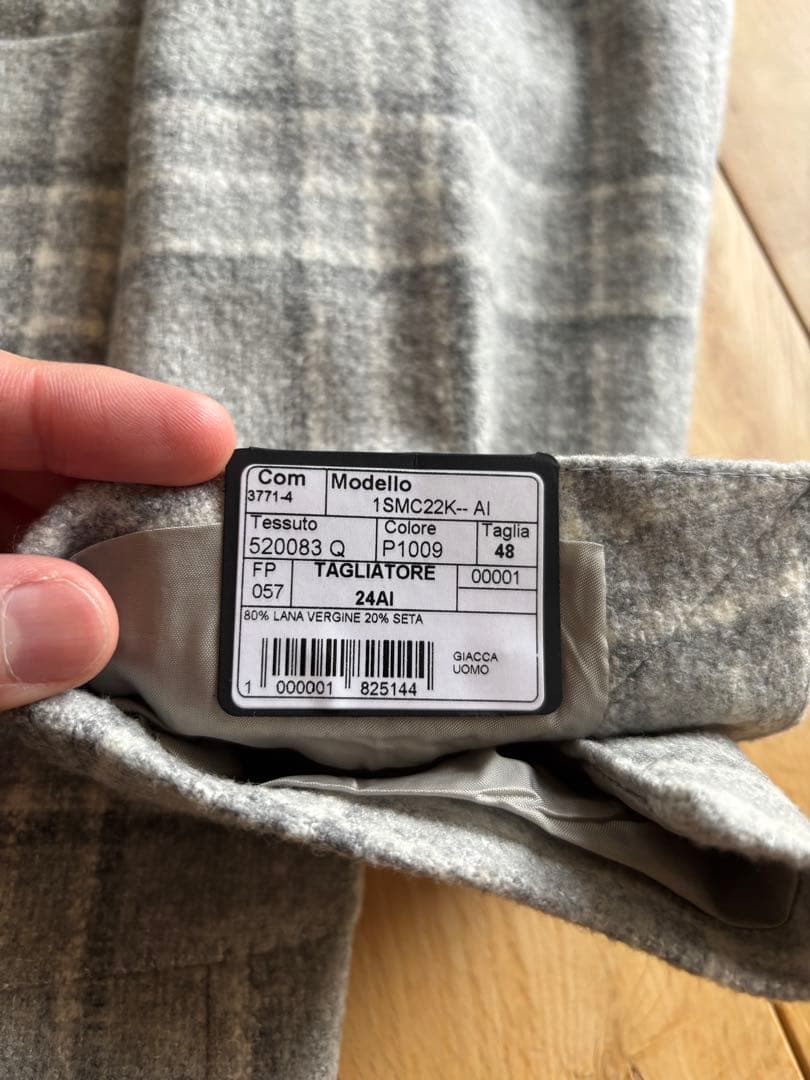 Com Modello
3771-4 1SMC22K-- AI
Tessuto Colore Taglia
520083 Q P1009 48
FP TAGLIATORE 00001
057 24AI
80% LANA VERGINE 20% SETA
GIACCA
UOMO
1 000001 825144